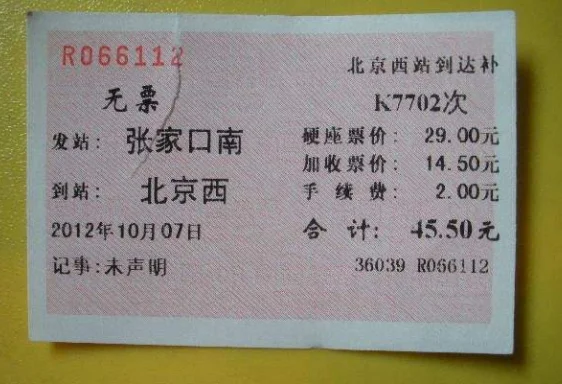 R066112
北京西站到达补
无票
K7702次
发站: 张家口南
硬座票价: 29.00元
加收票价: 14.50元
到站: 北京西
手续费: 2.00元
2012年10月07日
合计: 45.50元
记事:未声明
36039 R066112